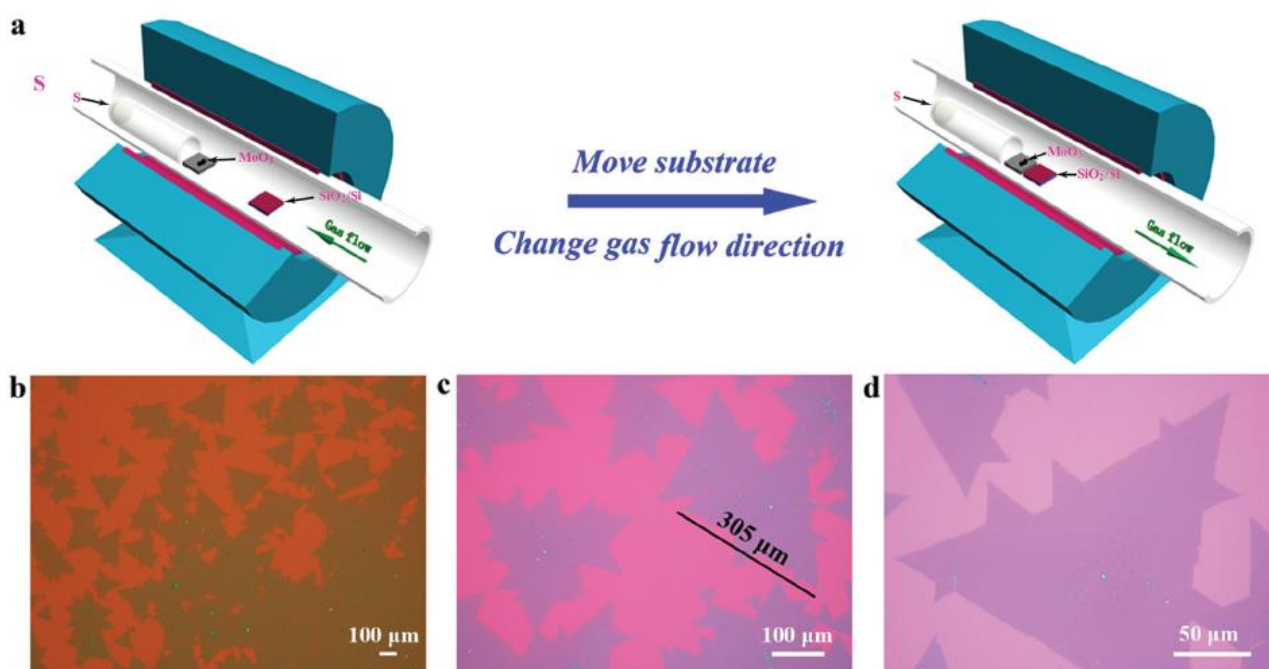 a
S
S
MoO3
SiO2/Si
Gas flow
Move substrate
Change gas flow direction
S
MoO3
SiO2/Si
Gas flow
b
100 μm
c
305 μm
100 μm
d
50 μm